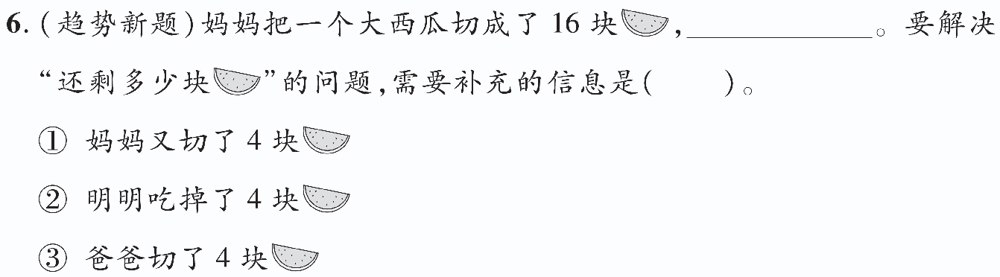 6. (趋势新题)妈妈把一个大西瓜切成了 16 块,____________。要解决
“还剩多少块”的问题,需要补充的信息是(　　)。
① 妈妈又切了 4 块
② 明明吃掉了 4 块
③ 爸爸切了 4 块